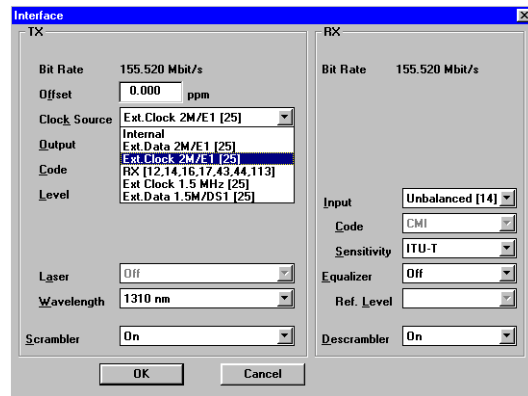 Interface
TX
Bit Rate 155.520 Mbit/s
Offset 0.000 ppm
Clock Source Ext.Clock 2M/E1 [25]
Internal
Ext.Data 2M/E1 [25]
Ext.Clock 2M/E1 [25]
RX [12,14,16,17,43,44,113]
Ext Clock 1.5 MHz [25]
Ext.Data 1.5M/DS1 [25]
Output
Code
Level
Laser Off
Wavelength 1310 nm
Scrambler On
RX
Bit Rate 155.520 Mbit/s
Input Unbalanced [14]
Code CMI
Sensitivity ITU-T
Equalizer Off
Ref. Level
Descrambler On
OK Cancel